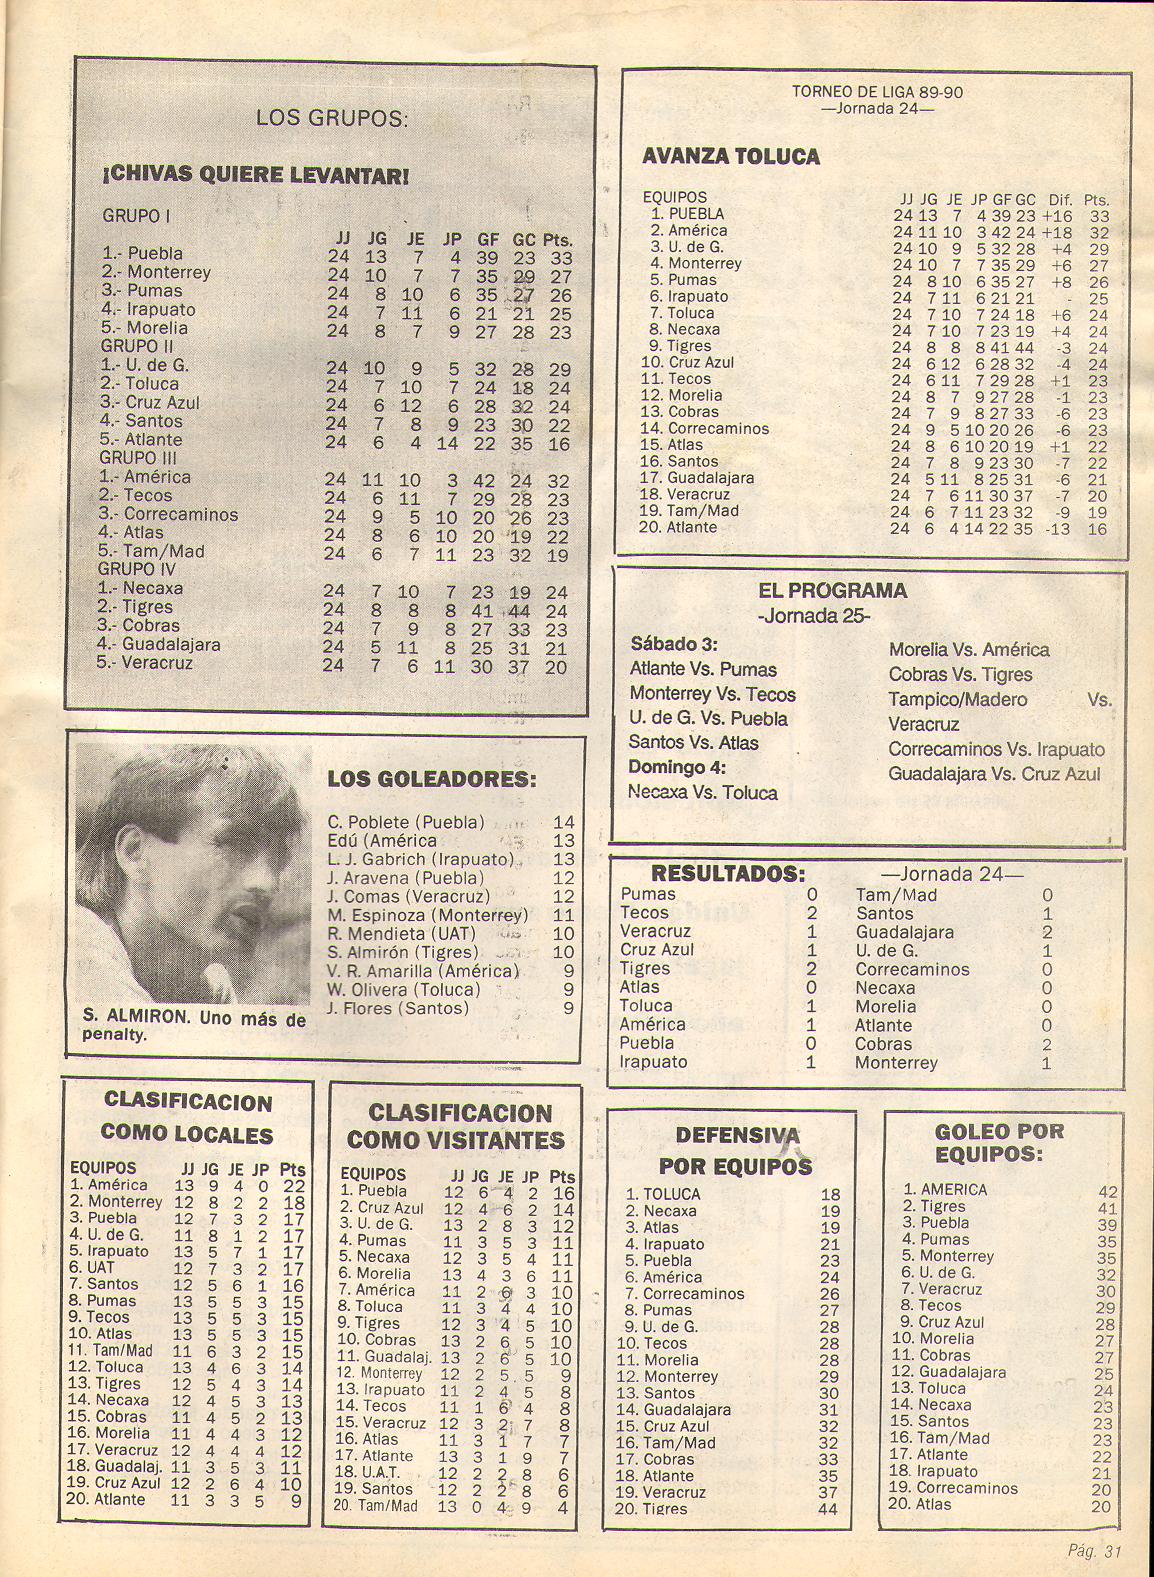 LOS GRUPOS:
¡CHIVAS QUIERE LEVANTAR!
GRUPO I
JJ JG JE JP GF GC Pts.
1.- Puebla 24 13 7 4 39 23 33
2.- Monterrey 24 10 7 7 35 29 27
3.- Pumas 24 8 10 6 35 27 26
4.- Irapuato 24 7 11 6 21 21 25
5.- Morelia 24 8 7 9 27 28 23
GRUPO II
1.- U. de G. 24 10 9 5 32 28 29
2.- Toluca 24 7 10 7 24 18 24
3.- Cruz Azul 24 6 12 6 28 32 24
4.- Santos 24 7 8 9 23 30 22
5.- Atlante 24 6 4 14 22 35 16
GRUPO III
1.- América 24 11 10 3 42 24 32
2.- Tecos 24 6 11 7 29 28 23
3.- Correcaminos 24 9 5 10 20 26 23
4.- Atlas 24 8 6 10 20 19 22
5.- Tam/Mad 24 6 7 11 23 32 19
GRUPO IV
1.- Necaxa 24 7 10 7 23 19 24
2.- Tigres 24 8 8 8 41 44 24
3.- Cobras 24 7 9 8 27 33 23
4.- Guadalajara 24 5 11 8 25 31 21
5.- Veracruz 24 7 6 11 30 37 20
TORNEO DE LIGA 89-90
—Jornada 24—
AVANZA TOLUCA
EQUIPOS JJ JG JE JP GF GC Dif. Pts.
1. PUEBLA 24 13 7 4 39 23 +16 33
2. América 24 11 10 3 42 24 +18 32
3. U. de G. 24 10 9 5 32 28 +4 29
4. Monterrey 24 10 7 7 35 29 +6 27
5. Pumas 24 8 10 6 35 27 +8 26
6. Irapuato 24 7 11 6 21 21 - 25
7. Toluca 24 7 10 7 24 18 +6 24
8. Necaxa 24 7 10 7 23 19 +4 24
9. Tigres 24 8 8 8 41 44 -3 24
10. Cruz Azul 24 6 12 6 28 32 -4 24
11. Tecos 24 6 11 7 29 28 +1 23
12. Morelia 24 8 7 9 27 28 -1 23
13. Cobras 24 7 9 8 27 33 -6 23
14. Correcaminos 24 9 5 10 20 26 -6 23
15. Atlas 24 8 6 10 20 19 +1 22
16. Santos 24 7 8 9 23 30 -7 22
17. Guadalajara 24 5 11 8 25 31 -6 21
18. Veracruz 24 7 6 11 30 37 -7 20
19. Tam/Mad 24 6 7 11 23 32 -9 19
20. Atlante 24 6 4 14 22 35 -13 16
EL PROGRAMA
-Jornada 25-
Sábado 3:
Atlante Vs. Pumas
Monterrey Vs. Tecos
U. de G. Vs. Puebla
Santos Vs. Atlas
Domingo 4:
Necaxa Vs. Toluca
Morelia Vs. América
Cobras Vs. Tigres
Tampico/Madero Vs.
Veracruz
Correcaminos Vs. Irapuato
Guadalajara Vs. Cruz Azul
LOS GOLEADORES:
C. Poblete (Puebla) 14
Edú (América 13
L. J. Gabrich (Irapuato) 13
J. Aravena (Puebla) 12
J. Comas (Veracruz) 12
M. Espinoza (Monterrey) 11
R. Mendieta (UAT) 10
S. Almirón (Tigres) 10
V. R. Amarilla (América) 9
W. Olivera (Toluca) 9
J. Flores (Santos) 9
S. ALMIRON. Uno más de
penalty.
RESULTADOS: —Jornada 24—
Pumas 0 Tam/Mad 0
Tecos 2 Santos 1
Veracruz 1 Guadalajara 2
Cruz Azul 1 U. de G. 1
Tigres 2 Correcaminos 0
Atlas 0 Necaxa 0
Toluca 1 Morelia 0
América 1 Atlante 0
Puebla 0 Cobras 2
Irapuato 1 Monterrey 1
CLASIFICACION
COMO LOCALES
EQUIPOS JJ JG JE JP Pts
1. América 13 9 4 0 22
2. Monterrey 12 8 2 2 18
3. Puebla 12 7 3 2 17
4. U. de G. 11 8 1 2 17
5. Irapuato 13 5 7 1 17
6. UAT 12 7 3 2 17
7. Santos 12 5 6 1 16
8. Pumas 13 5 5 3 15
9. Tecos 13 5 5 3 15
10. Atlas 13 5 5 3 15
11. Tam/Mad 11 6 3 2 15
12. Toluca 13 4 6 3 14
13. Tigres 12 5 4 3 14
14. Necaxa 12 4 5 3 13
15. Cobras 11 4 5 2 13
16. Morelia 11 4 4 3 12
17. Veracruz 12 4 4 4 12
18. Guadalaj. 11 3 5 3 11
19. Cruz Azul 12 2 6 4 10
20. Atlante 11 3 3 5 9
CLASIFICACION
COMO VISITANTES
EQUIPOS JJ JG JE JP Pts
1. Puebla 12 6 4 2 16
2. Cruz Azul 12 4 6 2 14
3. U. de G. 13 2 8 3 12
4. Pumas 11 3 5 3 11
5. Necaxa 12 3 5 4 11
6. Morelia 13 4 3 6 11
7. América 11 2 6 3 10
8. Toluca 11 3 4 4 10
9. Tigres 12 3 4 5 10
10. Cobras 13 2 6 5 10
11. Guadalaj. 13 2 6 5 10
12. Monterrey 12 2 5 5 9
13. Irapuato 11 2 4 5 8
14. Tecos 11 1 6 4 8
15. Veracruz 12 3 2 7 8
16. Atlas 11 3 1 7 7
17. Atlante 13 3 1 9 7
18. U.A.T. 12 2 2 8 6
19. Santos 12 2 2 8 6
20. Tam/Mad 13 0 4 9 4
DEFENSIVA
POR EQUIPOS
1. TOLUCA 18
2. Necaxa 19
3. Atlas 19
4. Irapuato 21
5. Puebla 23
6. América 24
7. Correcaminos 26
8. Pumas 27
9. U. de G. 28
10. Tecos 28
11. Morelia 28
12. Monterrey 29
13. Santos 30
14. Guadalajara 31
15. Cruz Azul 32
16. Tam/Mad 32
17. Cobras 33
18. Atlante 35
19. Veracruz 37
20. Tigres 44
GOLEO POR
EQUIPOS:
1. AMERICA 42
2. Tigres 41
3. Puebla 39
4. Pumas 35
5. Monterrey 35
6. U. de G. 32
7. Veracruz 30
8. Tecos 29
9. Cruz Azul 28
10. Morelia 27
11. Cobras 27
12. Guadalajara 25
13. Toluca 24
14. Necaxa 23
15. Santos 23
16. Tam/Mad 23
17. Atlante 22
18. Irapuato 21
19. Correcaminos 20
20. Atlas 20
Pág. 31